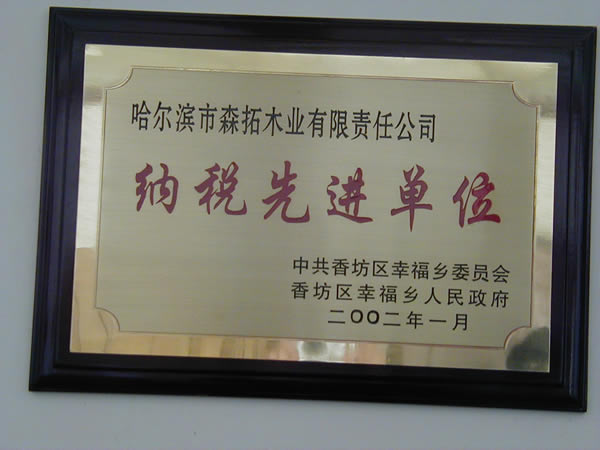 哈尔滨市森拓木业有限责任公司
纳税先进单位
中共香坊区幸福乡委员会
香坊区幸福乡人民政府
二〇〇二年一月